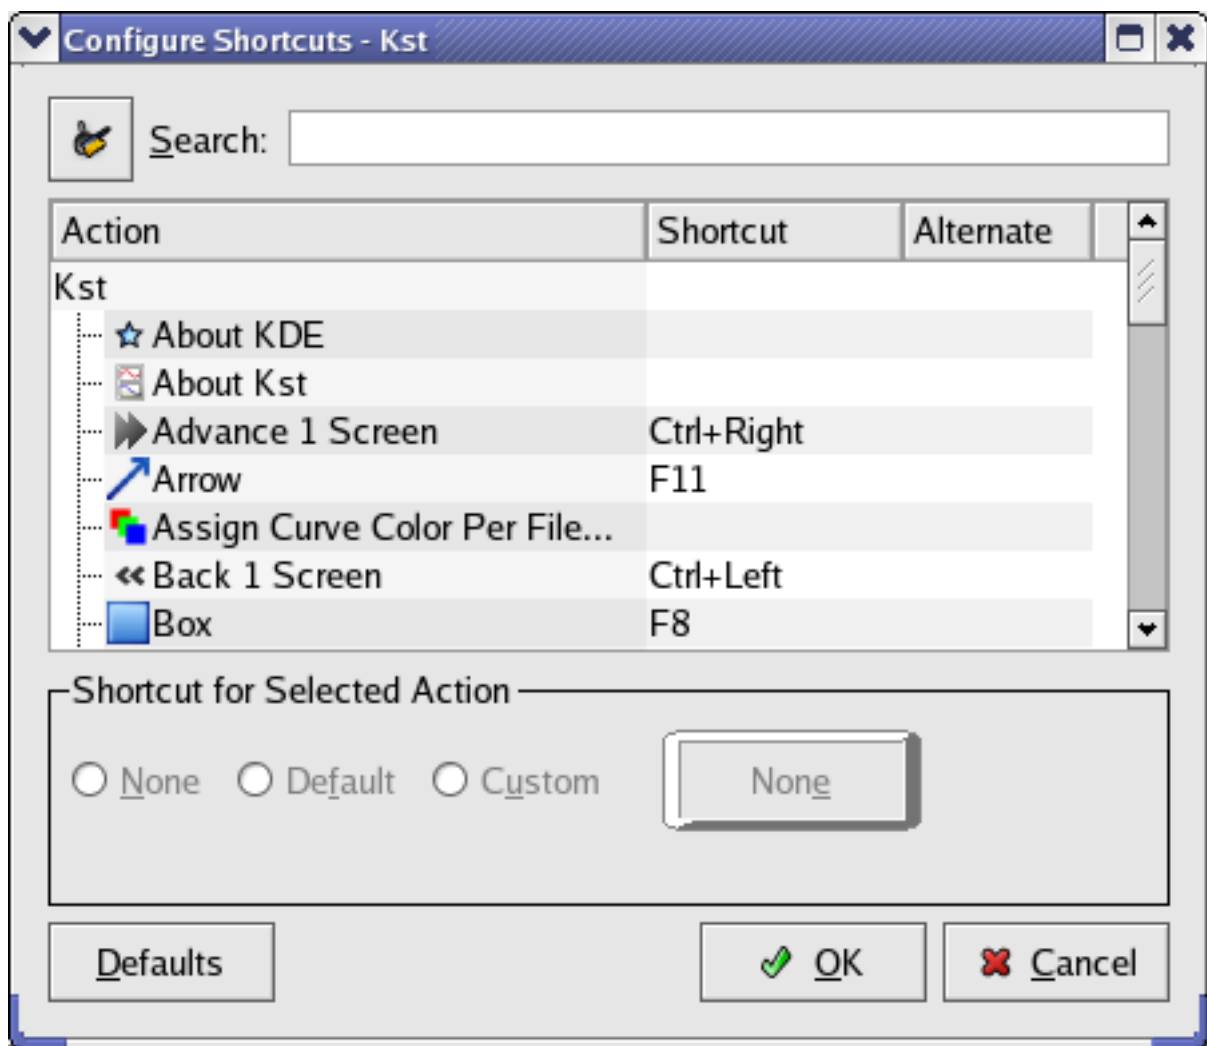 Configure Shortcuts - Kst
Search:
Action Shortcut Alternate
Kst
About KDE
About Kst
Advance 1 Screen Ctrl+Right
Arrow F11
Assign Curve Color Per File...
Back 1 Screen Ctrl+Left
Box F8
Shortcut for Selected Action
None Default Custom None
Defaults OK Cancel